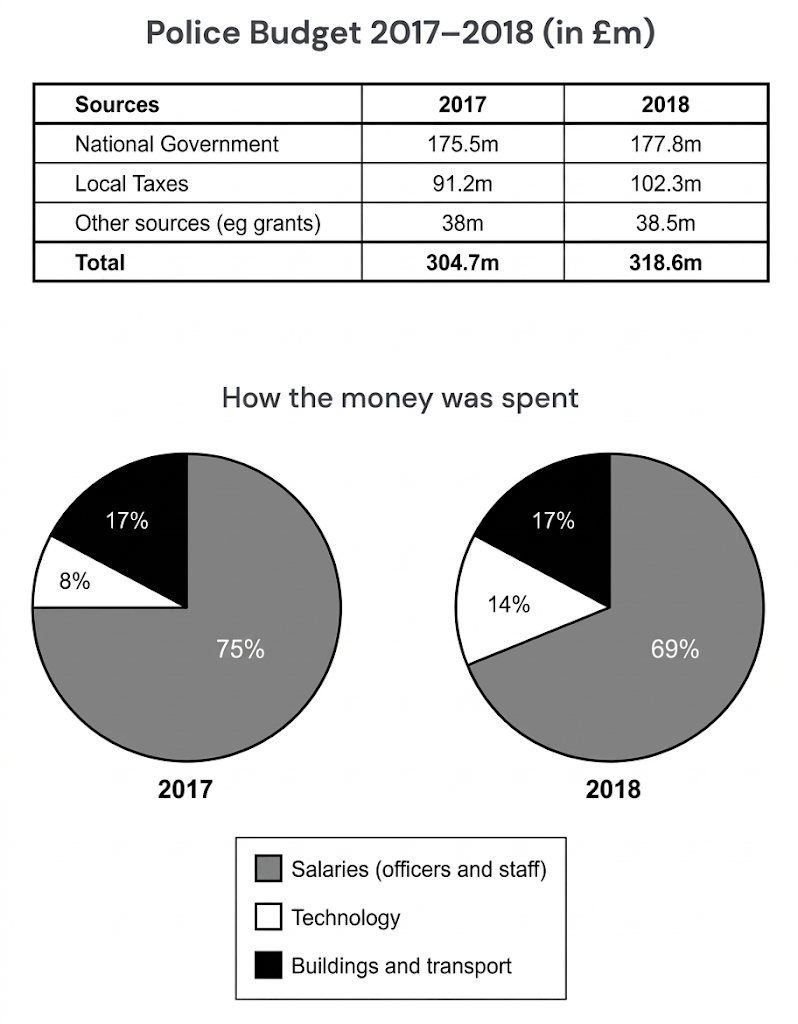 Police Budget 2017–2018 (in £m)
Sources 2017 2018
National Government 175.5m 177.8m
Local Taxes 91.2m 102.3m
Other sources (eg grants) 38m 38.5m
Total 304.7m 318.6m
How the money was spent
17%
8%
75%
2017
17%
14%
69%
2018
Salaries (officers and staff)
Technology
Buildings and transport